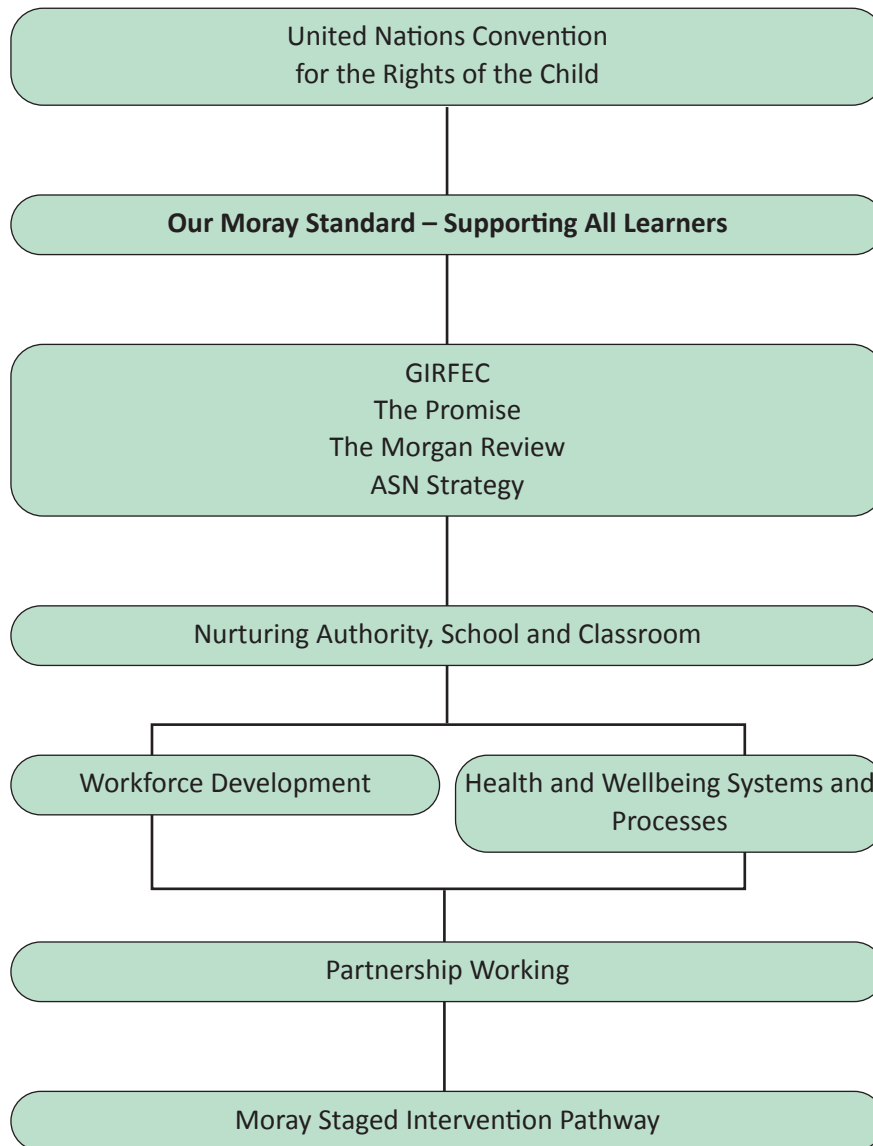 United Nations Convention
for the Rights of the Child
Our Moray Standard – Supporting All Learners
GIRFEC
The Promise
The Morgan Review
ASN Strategy
Nurturing Authority, School and Classroom
Workforce Development
Health and Wellbeing Systems and
Processes
Partnership Working
Moray Staged Intervention Pathway